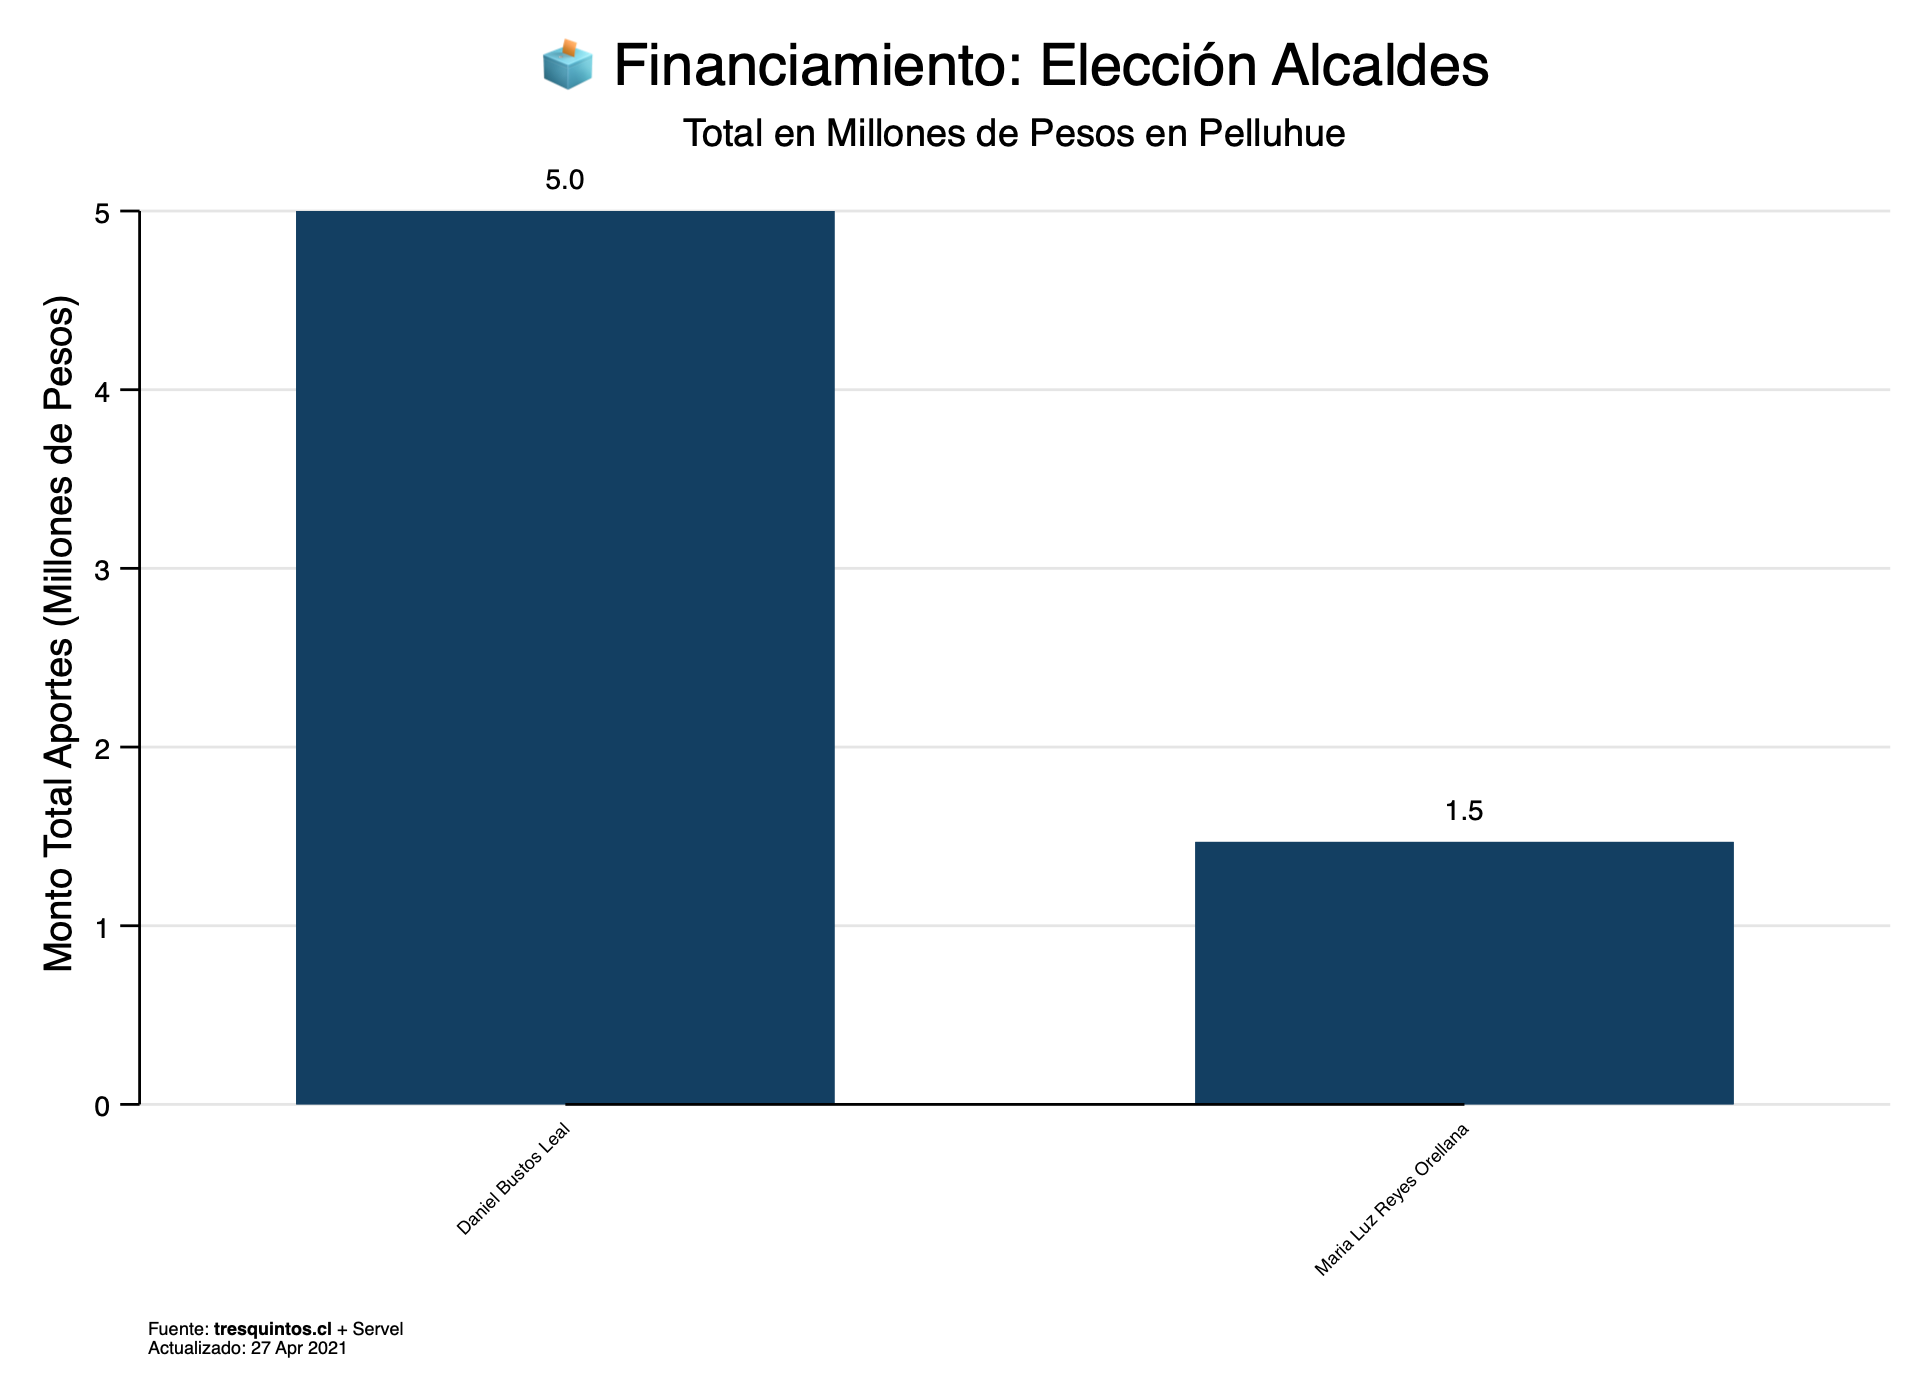 Financiamiento: Elección Alcaldes
Total en Millones de Pesos en Pelluhue
Monto Total Aportes (Millones de Pesos)
5
4
3
2
1
0
5.0
1.5
Daniel Bustos Leal
Maria Luz Reyes Orellana
Fuente: tresquintos.cl + Servel
Actualizado: 27 Apr 2021